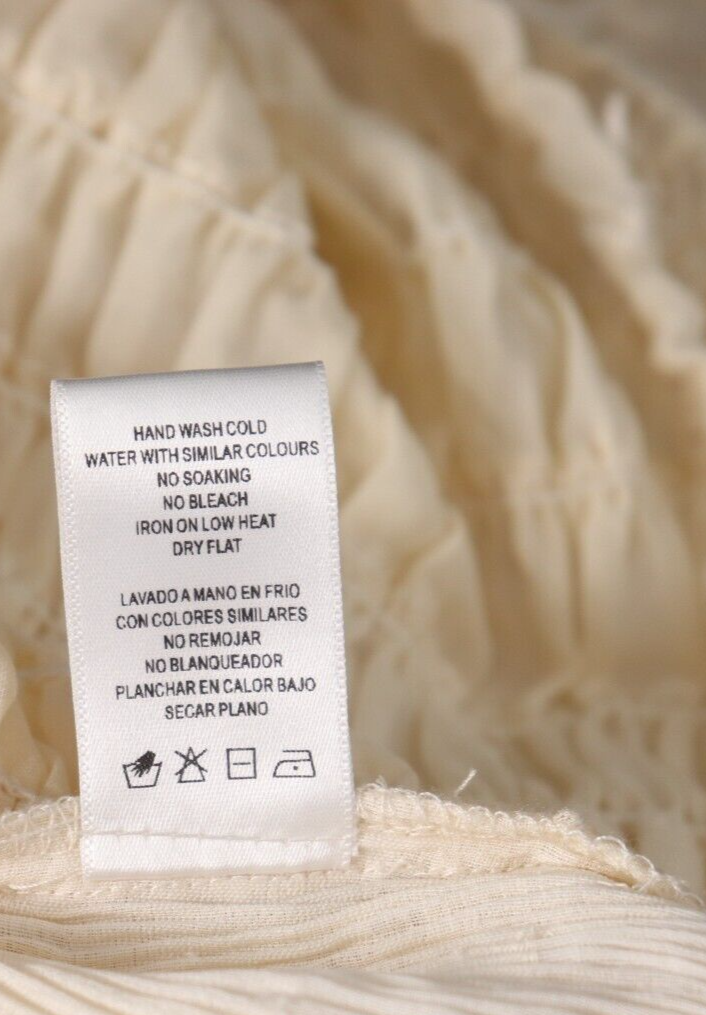 HAND WASH COLD
WATER WITH SIMILAR COLOURS
NO SOAKING
NO BLEACH
IRON ON LOW HEAT
DRY FLAT
LAVADO A MANO EN FRIO
CON COLORES SIMILARES
NO REMOJAR
NO BLANQUEADOR
PLANCHAR EN CALOR BAJO
SECAR PLANO